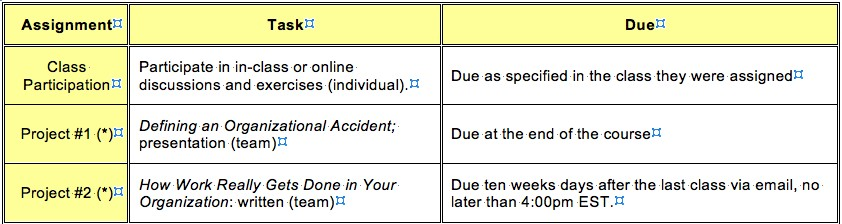 Assignment Task Due
Class
Participation
Participate in in-class or online
discussions and exercises (individual).
Due as specified in the class they were assigned
Project #1 (*)
Defining an Organizational Accident;
presentation (team)
Due at the end of the course
Project #2 (*)
How Work Really Gets Done in Your
Organization: written (team)
Due ten weeks days after the last class via email, no
later than 4:00pm EST.